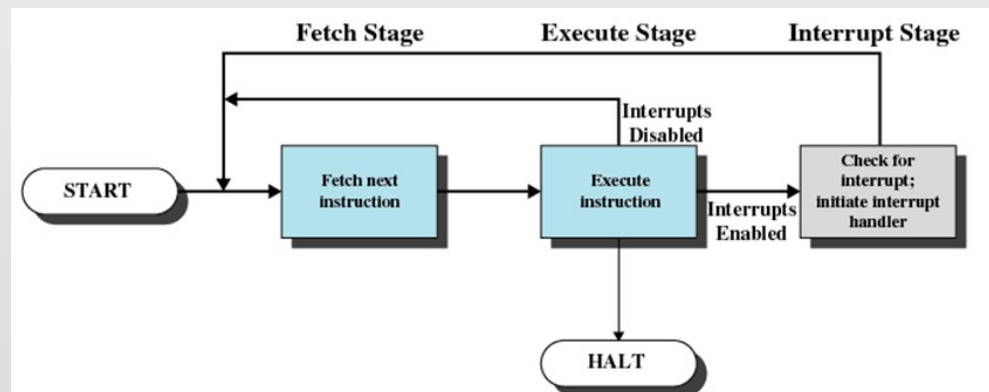 Fetch Stage
Execute Stage
Interrupt Stage
Interrupts
Disabled
START
Fetch next
instruction
Execute
instruction
Interrupts
Enabled
Check for
interrupt;
initiate interrupt
handler
HALT